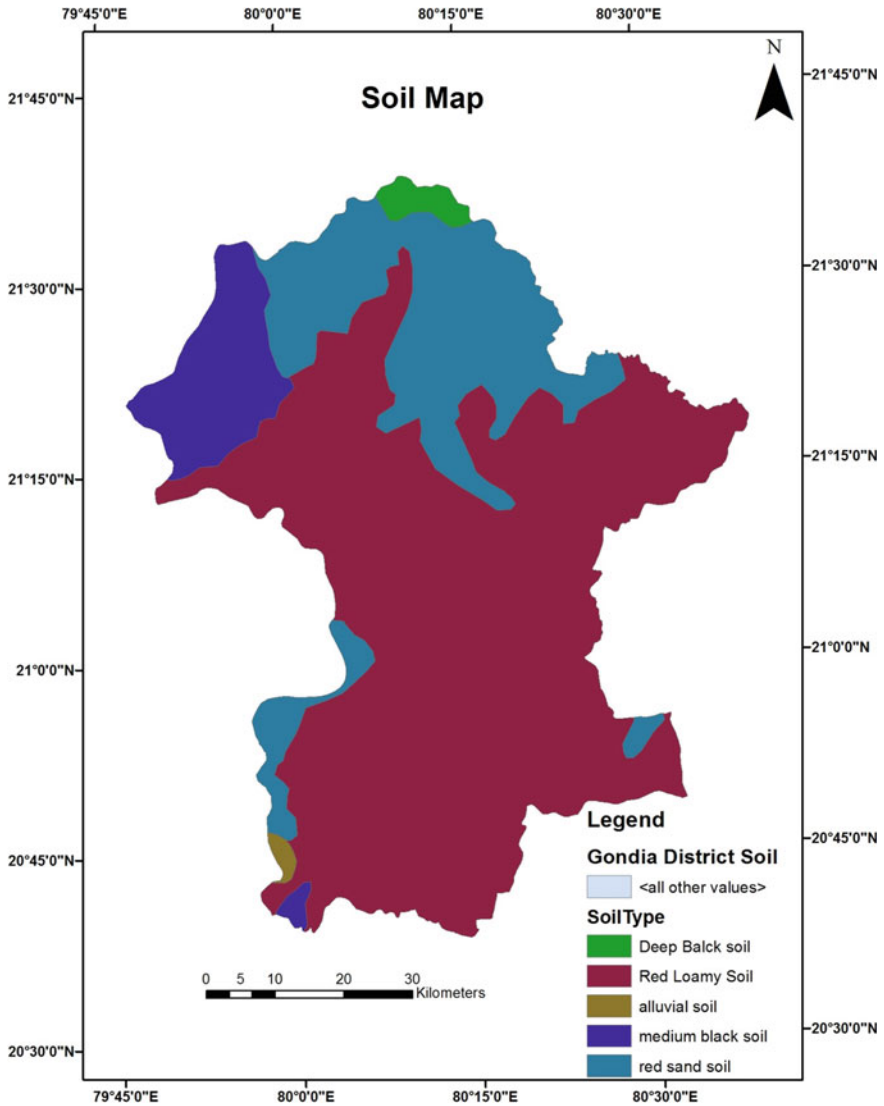 79°45'0"E 80°0'0"E 80°15'0"E 80°30'0"E
N
Soil Map
21°45'0"N 21°45'0"N
21°30'0"N 21°30'0"N
21°15'0"N 21°15'0"N
21°0'0"N 21°0'0"N
20°45'0"N 20°45'0"N
20°30'0"N 20°30'0"N
Legend
Gondia District Soil
<all other values>
SoilType
Deep Balck soil
Red Loamy Soil
alluvial soil
medium black soil
red sand soil
0 5 10 20 30
Kilometers
79°45'0"E 80°0'0"E 80°15'0"E 80°30'0"E